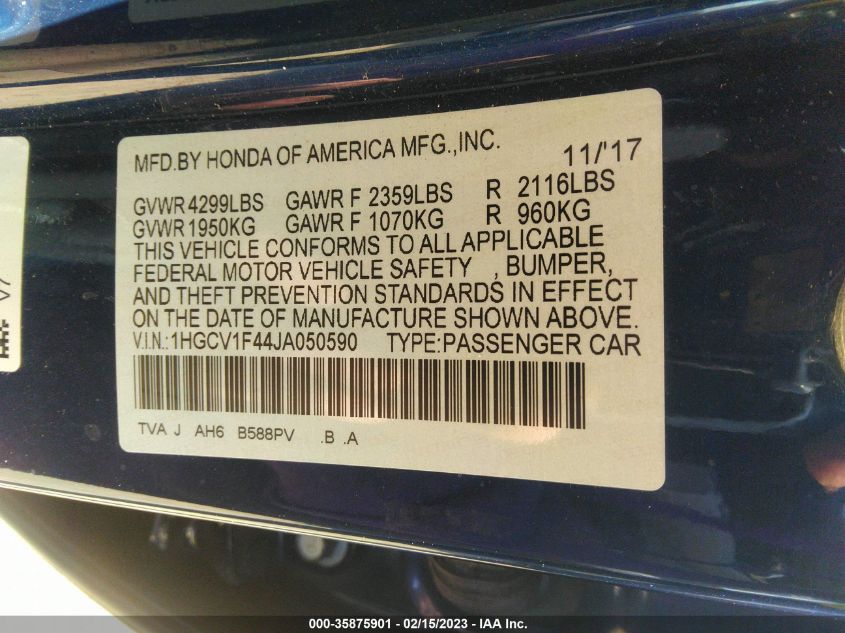 MFD.BY HONDA OF AMERICA MFG.,INC. 11/'17
GVWR 4299LBS GAWR F 2359LBS R 2116LBS
GVWR 1950KG GAWR F 1070KG R 960KG
THIS VEHICLE CONFORMS TO ALL APPLICABLE
FEDERAL MOTOR VEHICLE SAFETY , BUMPER,
AND THEFT PREVENTION STANDARDS IN EFFECT
ON THE DATE OF MANUFACTURE SHOWN ABOVE.
V.I.N.:1HGCV1F44JA050590 TYPE:PASSENGER CAR
TVA J AH6 B588PV .B .A
000-35875901 - 02/15/2023 - IAA Inc.